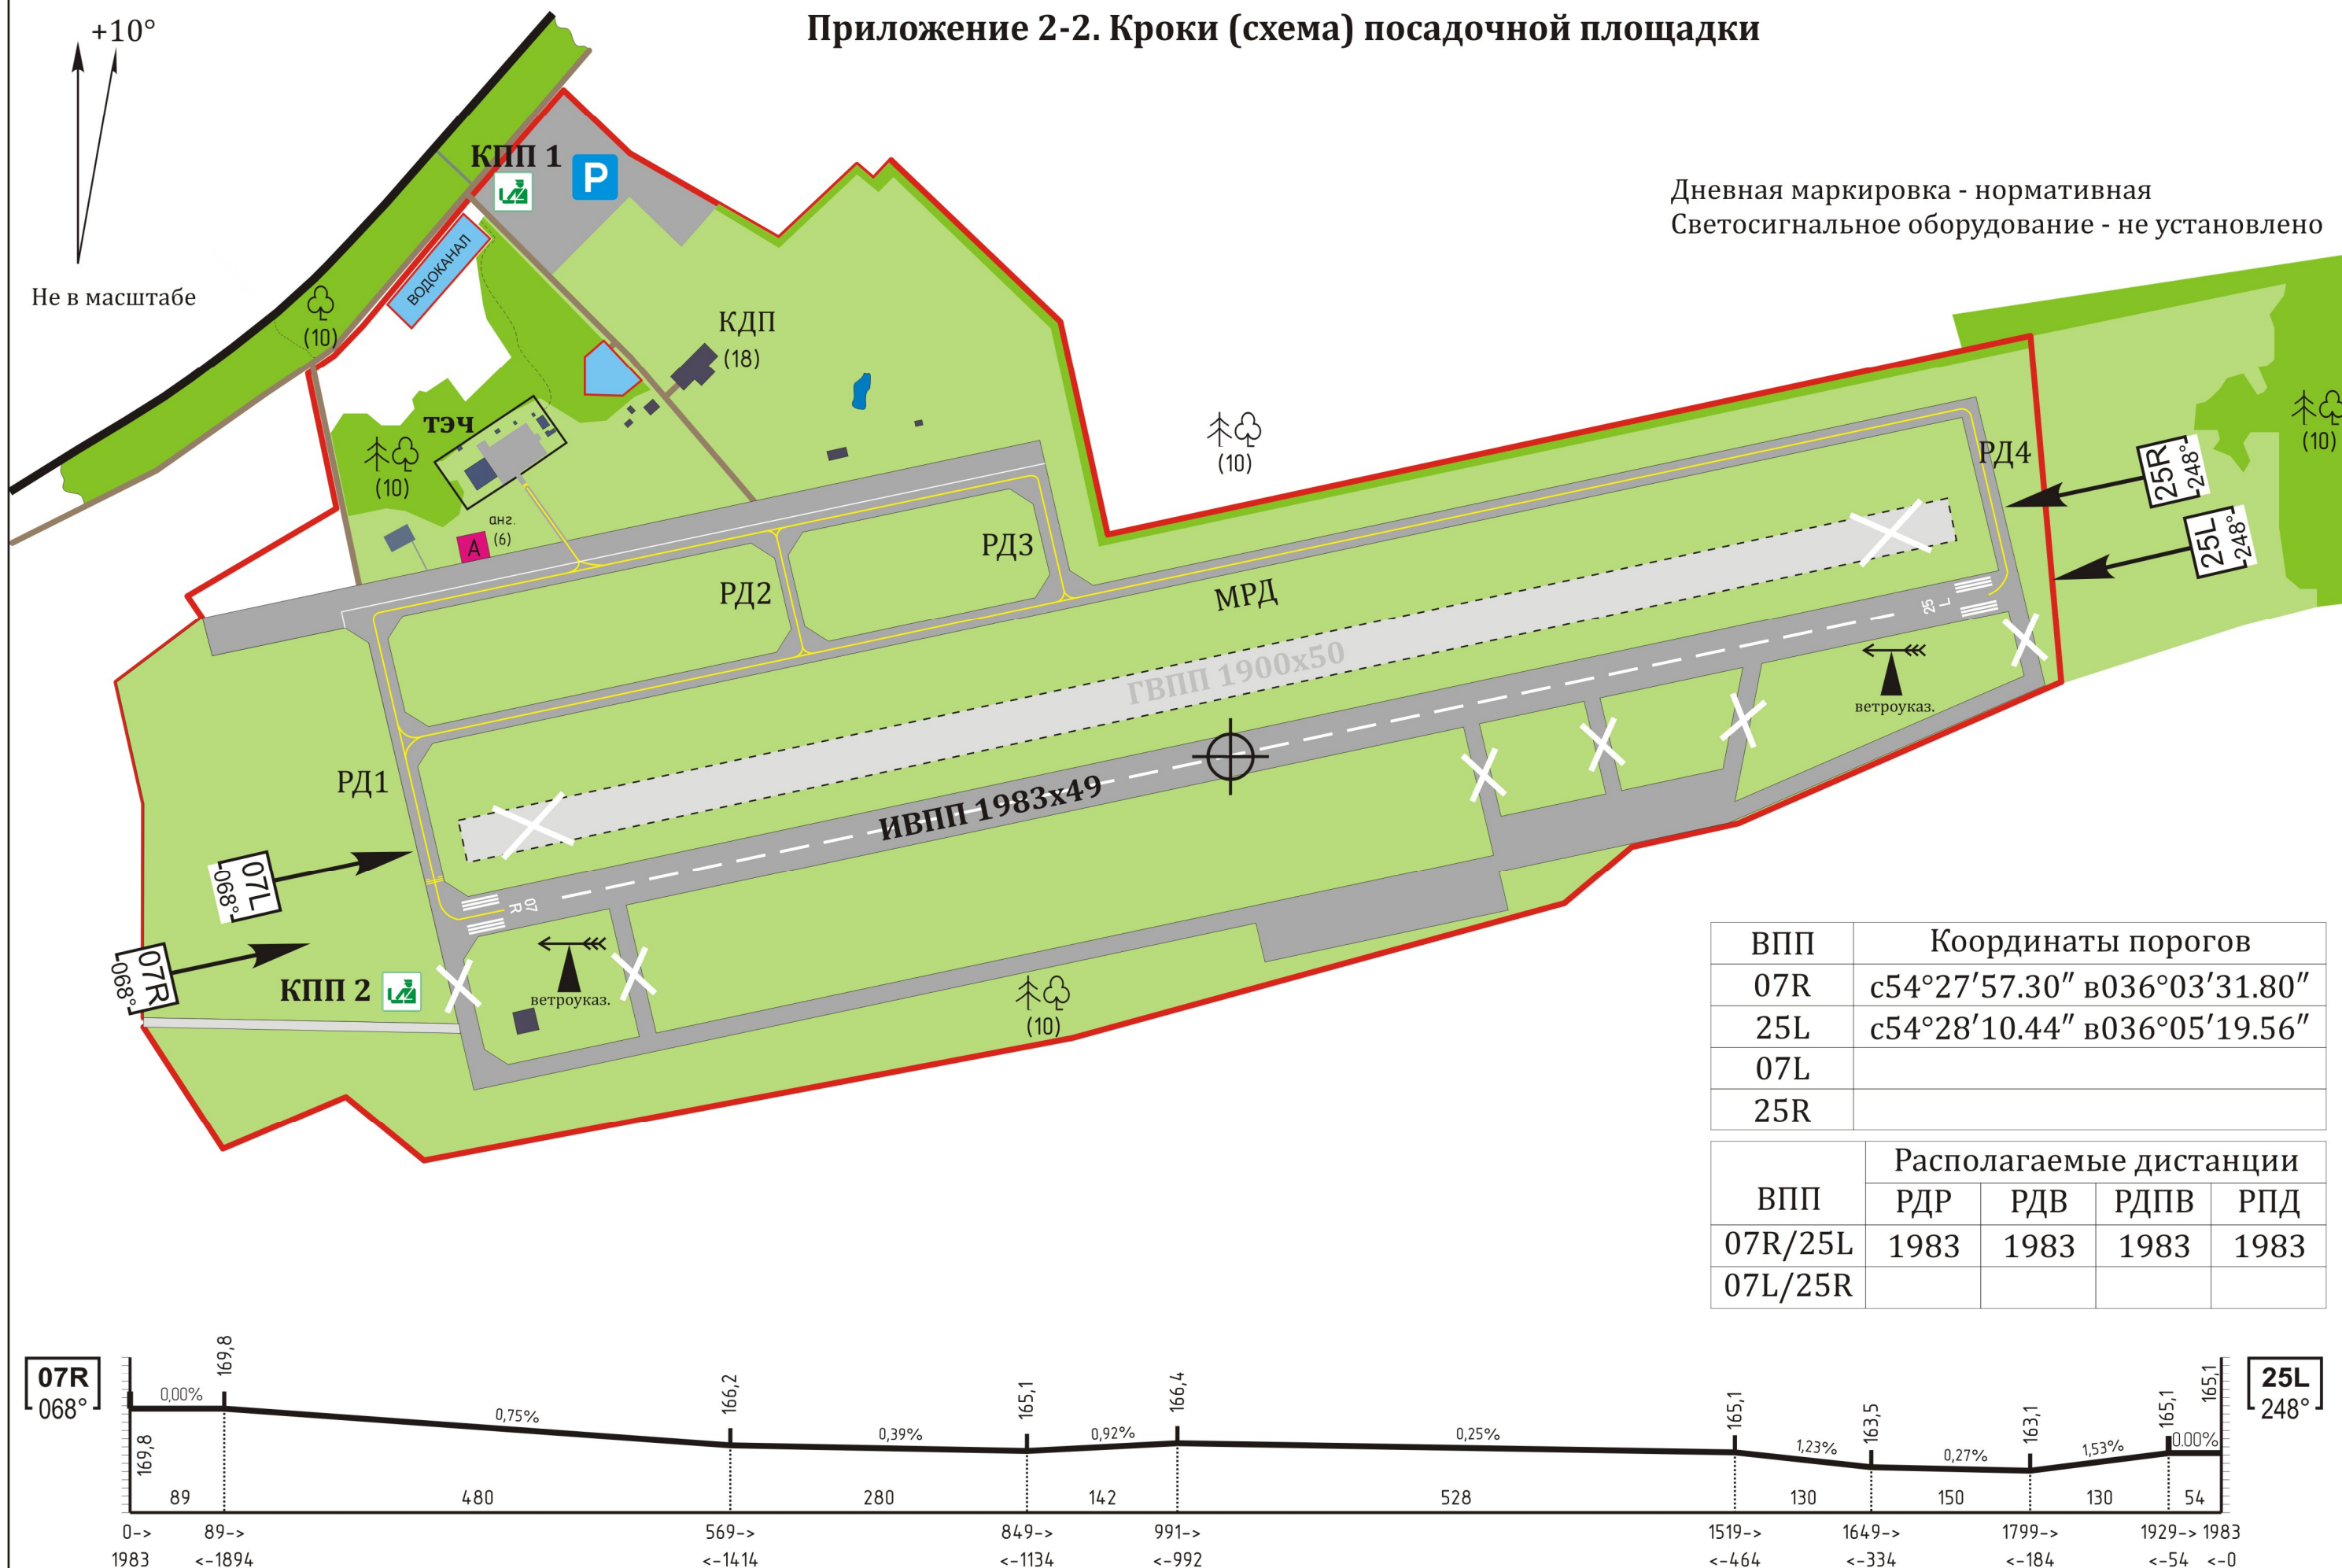 Приложение 2-2. Кроки (схема) посадочной площадки
+10°
Не в масштабе
Дневная маркировка - нормативная
Светосигнальное оборудование - не установлено
КПП 1
P
ВОДОКАНАЛ
(10)
КДП
(18)
ТЭЧ
(10)
анг.
(6)
A
(10)
(10)
РД4
25R
248°
25L
248°
РД3
РД2
МРД
25
L
ГВПП 1900х50
ветроуказ.
РД1
ИВПП 1983х49
07L
068°
07
R
07R
068°
КПП 2
ветроуказ.
(10)
ВПП Координаты порогов
07R с54°27′57.30″ в036°03′31.80″
25L с54°28′10.44″ в036°05′19.56″
07L
25R
Располагаемые дистанции
ВПП РДР РДВ РДПВ РПД
07R/25L 1983 1983 1983 1983
07L/25R
07R
068°
169,8 169,8 166,2 165,1 166,4 165,1 163,5 163,1 165,1 165,1
0,00% 0,75% 0,39% 0,92% 0,25% 1,23% 0,27% 1,53% 0.00%
25L
248°
89 480 280 142 528 130 150 130 54
0-> 89-> 569-> 849-> 991-> 1519-> 1649-> 1799-> 1929-> 1983
1983 <-1894 <-1414 <-1134 <-992 <-464 <-334 <-184 <-54 <-0